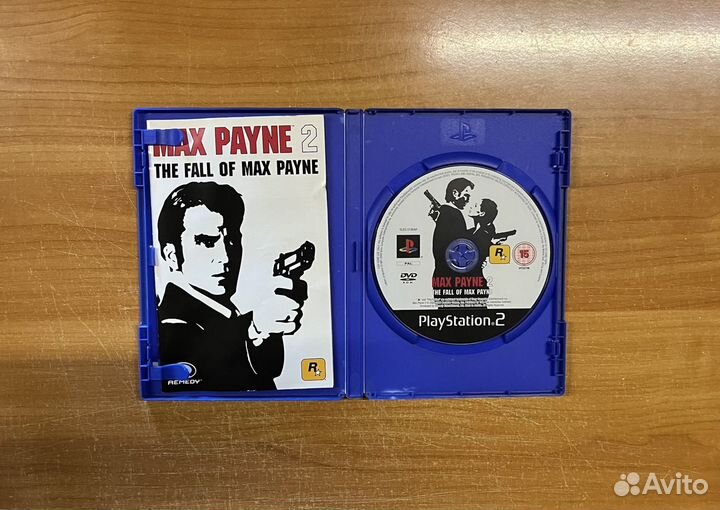 MAX PAYNE 2
THE FALL OF MAX PAYNE
REMEDY
R
PAL
DVD
ROM
R
15
MAX PAYNE 2
THE FALL OF MAX PAYNE
PlayStation 2
Avito